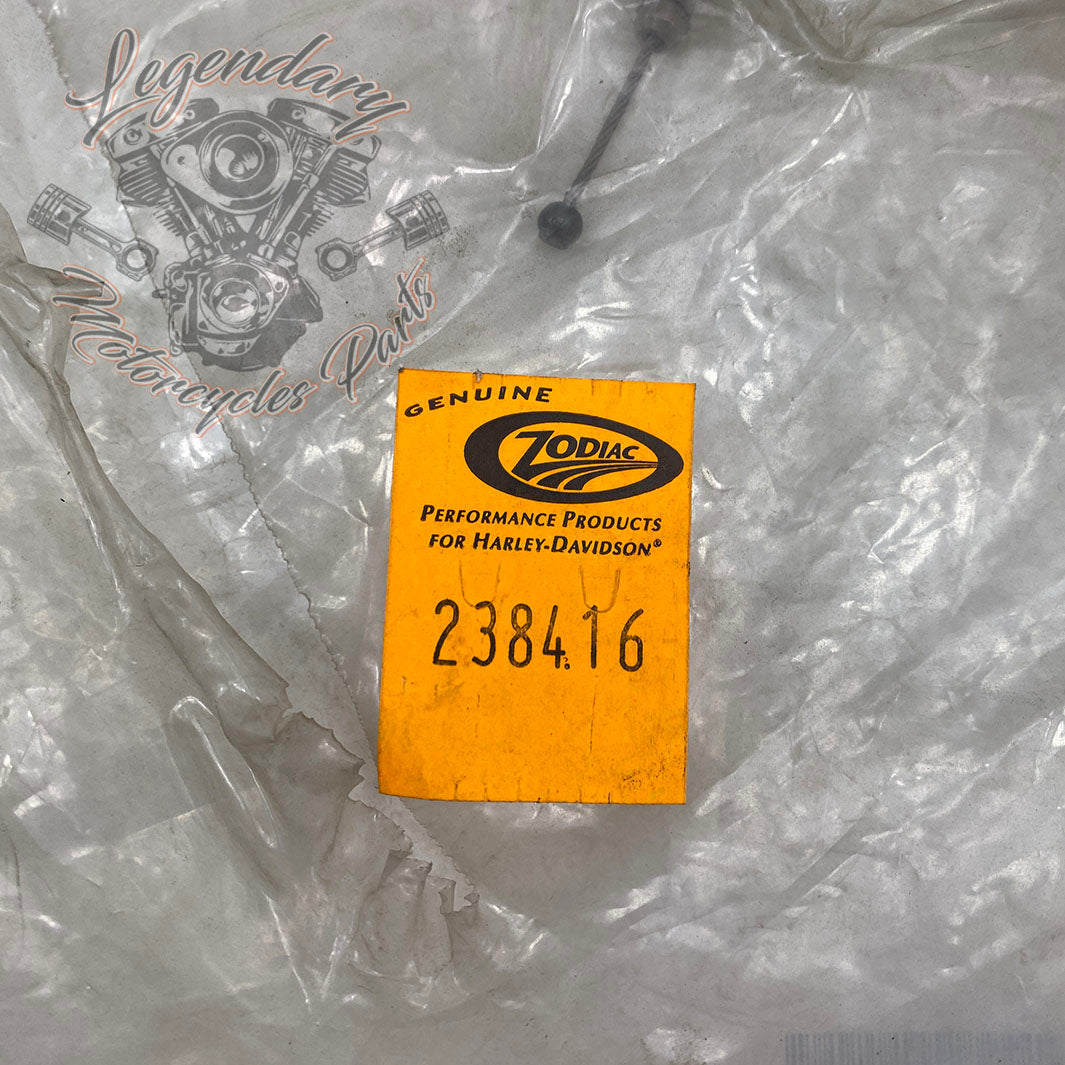 Legendary
Motorcycles Parts
GENUINE
ZODIAC
PERFORMANCE PRODUCTS
FOR HARLEY-DAVIDSON®
238416